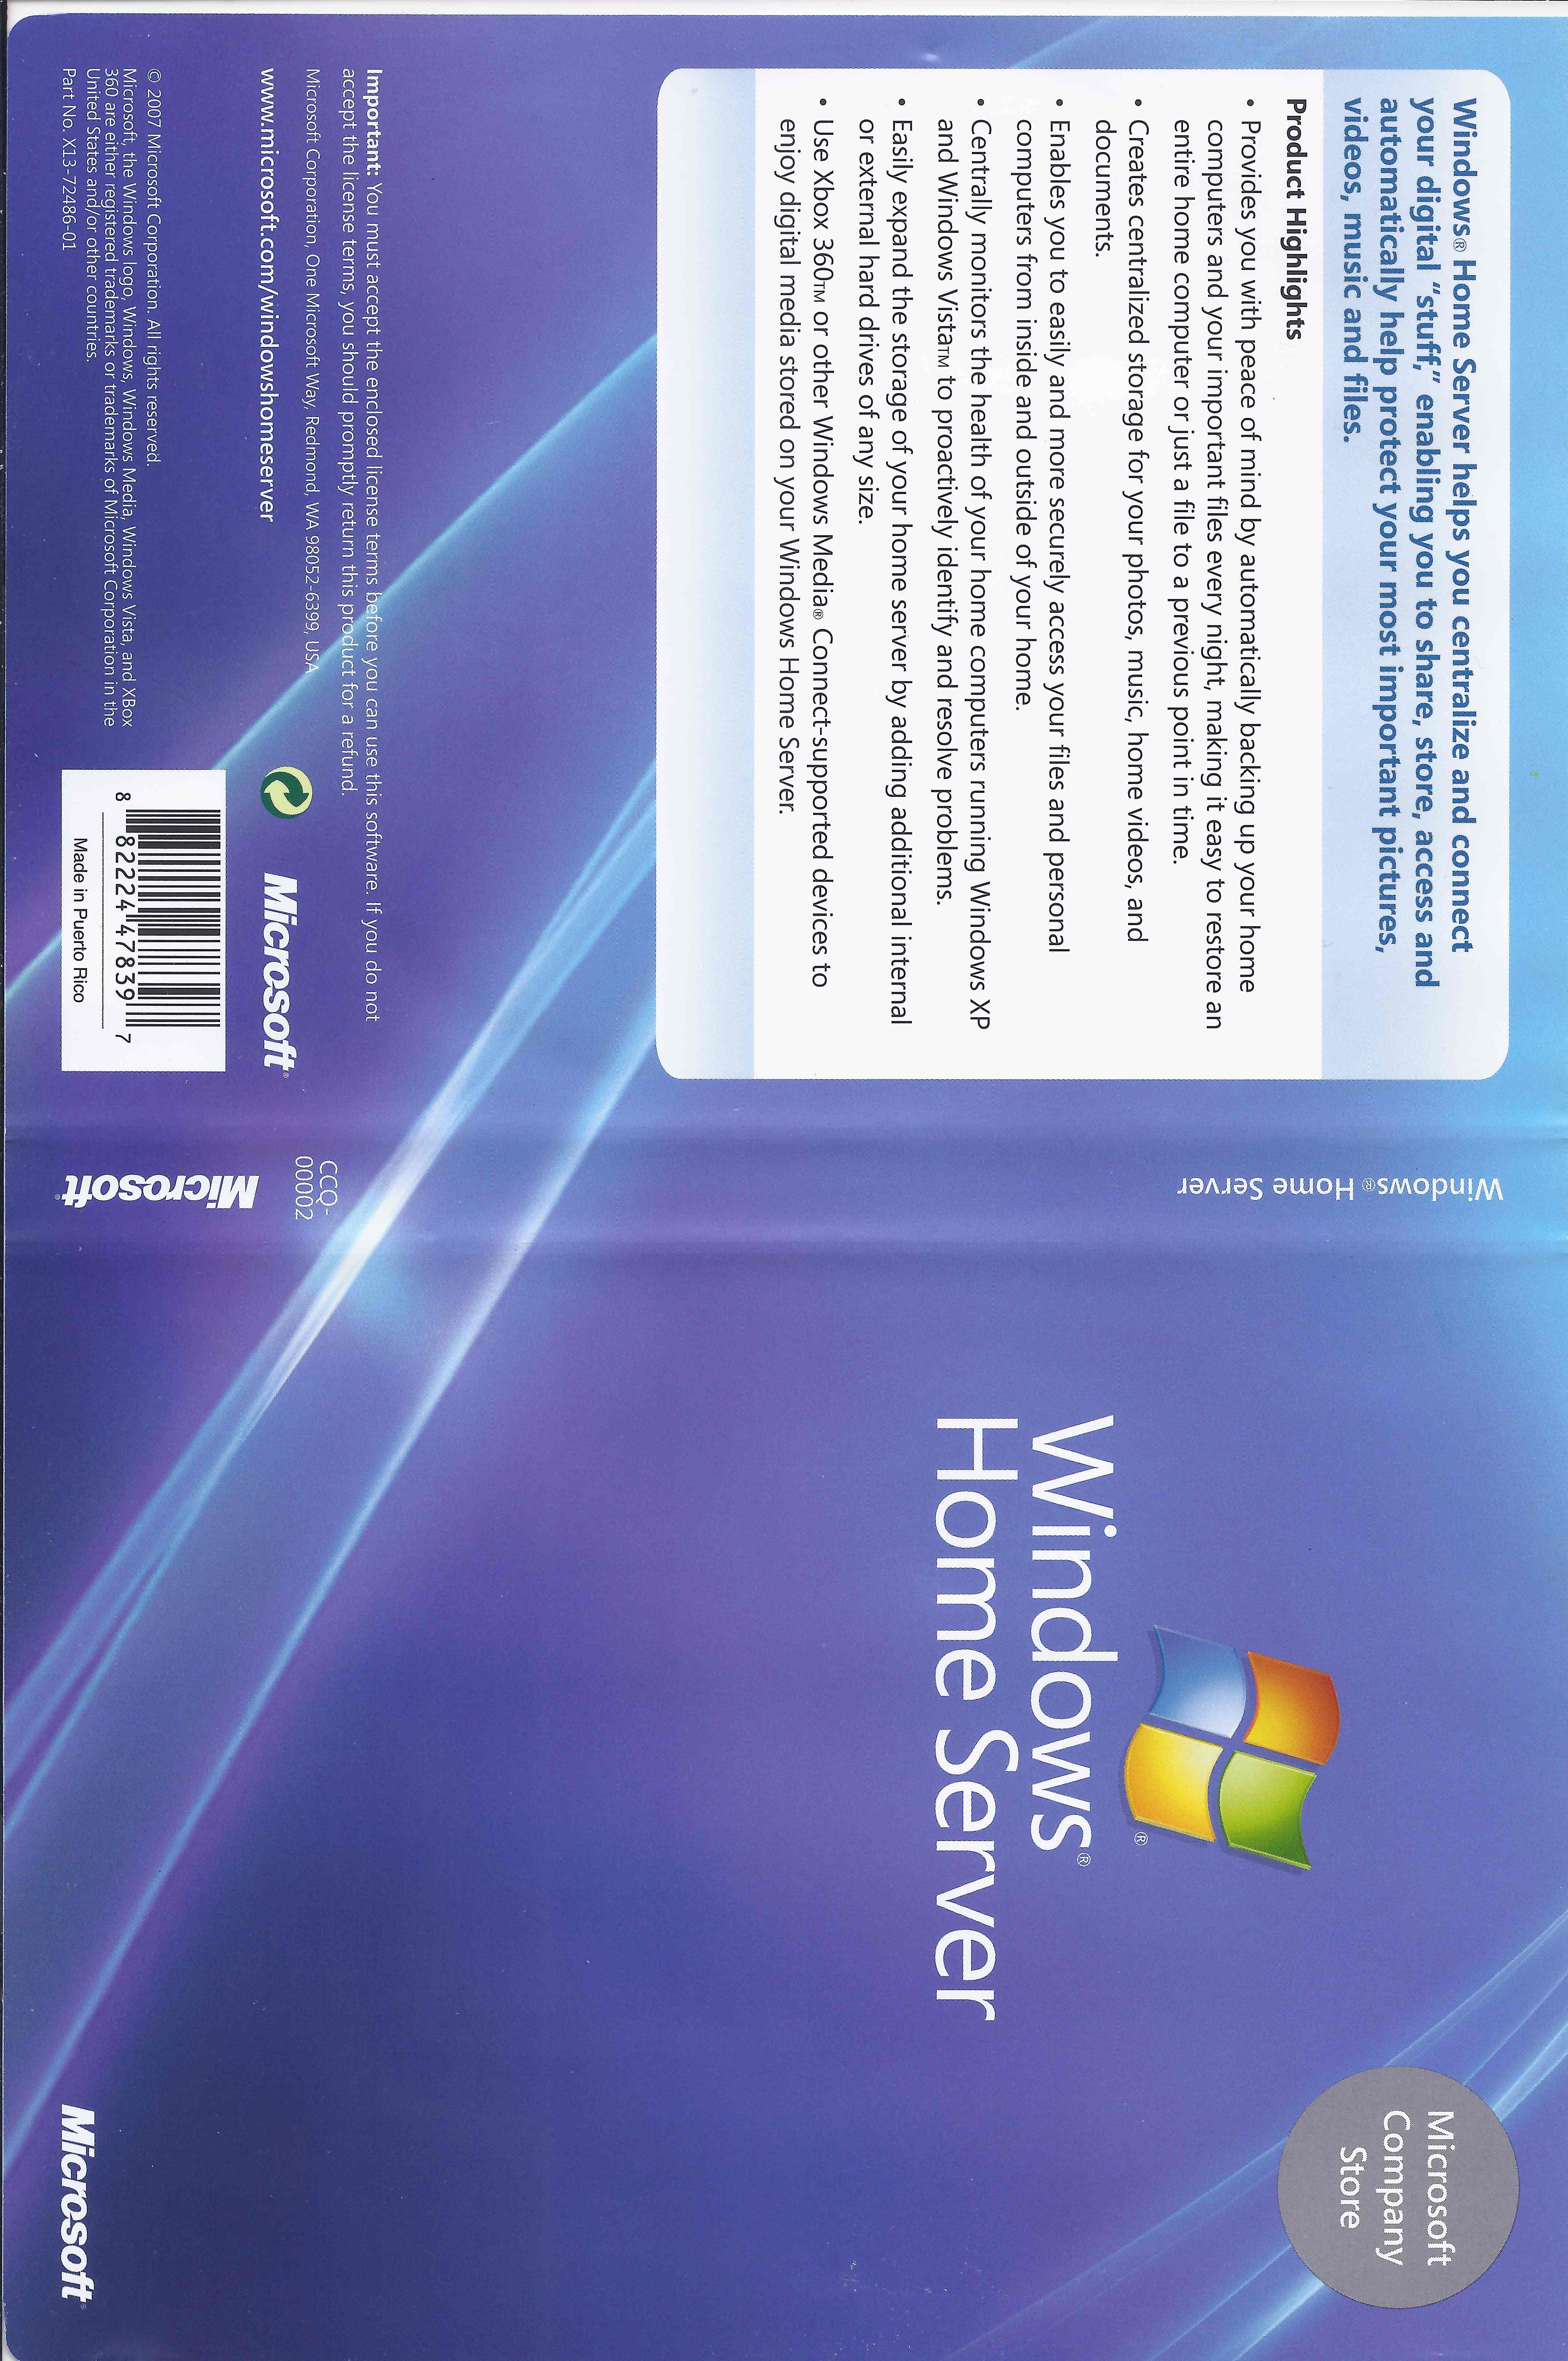 Windows® Home Server helps you centralize and connect
your digital “stuff,” enabling you to share, store, access and
automatically help protect your most important pictures,
videos, music and files.
Product Highlights
• Provides you with peace of mind by automatically backing up your home
computers and your important files every night, making it easy to restore an
entire home computer or just a file to a previous point in time.
• Creates centralized storage for your photos, music, home videos, and
documents.
• Enables you to easily and more securely access your files and personal
computers from inside and outside of your home.
• Centrally monitors the health of your home computers running Windows XP
and Windows Vista™ to proactively identify and resolve problems.
• Easily expand the storage of your home server by adding additional internal
or external hard drives of any size.
• Use Xbox 360™ or other Windows Media® Connect-supported devices to
enjoy digital media stored on your Windows Home Server.
Important: You must accept the enclosed license terms before you can use this software. If you do not
accept the license terms, you should promptly return this product for a refund.
Microsoft Corporation, One Microsoft Way, Redmond, WA 98052-6399, USA
www.microsoft.com/windowshomeserver
Microsoft®
© 2007 Microsoft Corporation. All rights reserved.
Microsoft, the Windows logo, Windows, Windows Media, Windows Vista, and XBox
360 are either registered trademarks or trademarks of Microsoft Corporation in the
United States and/or other countries.
Part No. X13-72486-01
8 82224 47839 7
Made in Puerto Rico
Windows® Home Server
CCQ-
00002
Microsoft®
Microsoft
Company
Store
®
Windows®
Home Server
Microsoft®